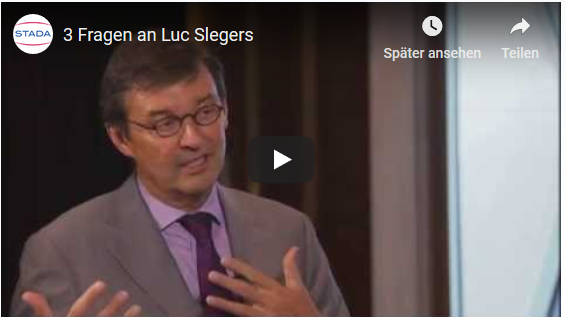 STADA
3 Fragen an Luc Slegers
Später ansehen
Teilen